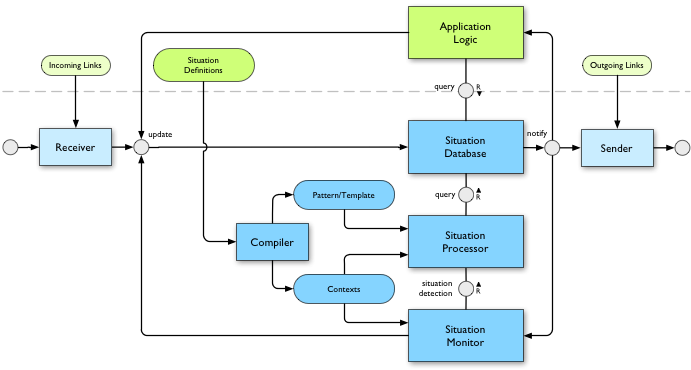 Application
Logic
Situation
Definitions
Incoming Links
Outgoing Links
query
R
update
notify
Receiver
Situation
Database
Sender
Pattern/Template
query
R
Compiler
Situation
Processor
Contexts
situation
detection
R
Situation
Monitor